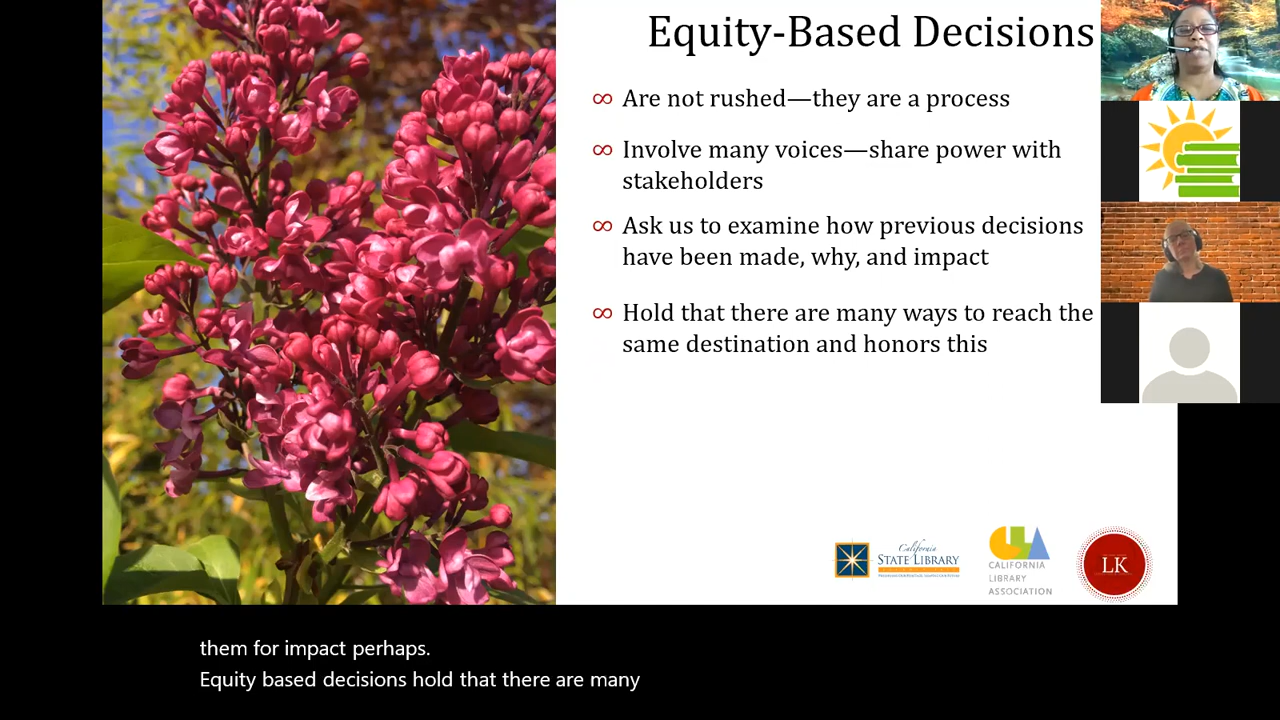 Equity-Based Decisions
∞ Are not rushed—they are a process
∞ Involve many voices—share power with
stakeholders
∞ Ask us to examine how previous decisions
have been made, why, and impact
∞ Hold that there are many ways to reach the
same destination and honors this
California
STATE LIBRARY
CLA
CALIFORNIA
LIBRARY
ASSOCIATION
LK
them for impact perhaps.
Equity based decisions hold that there are many